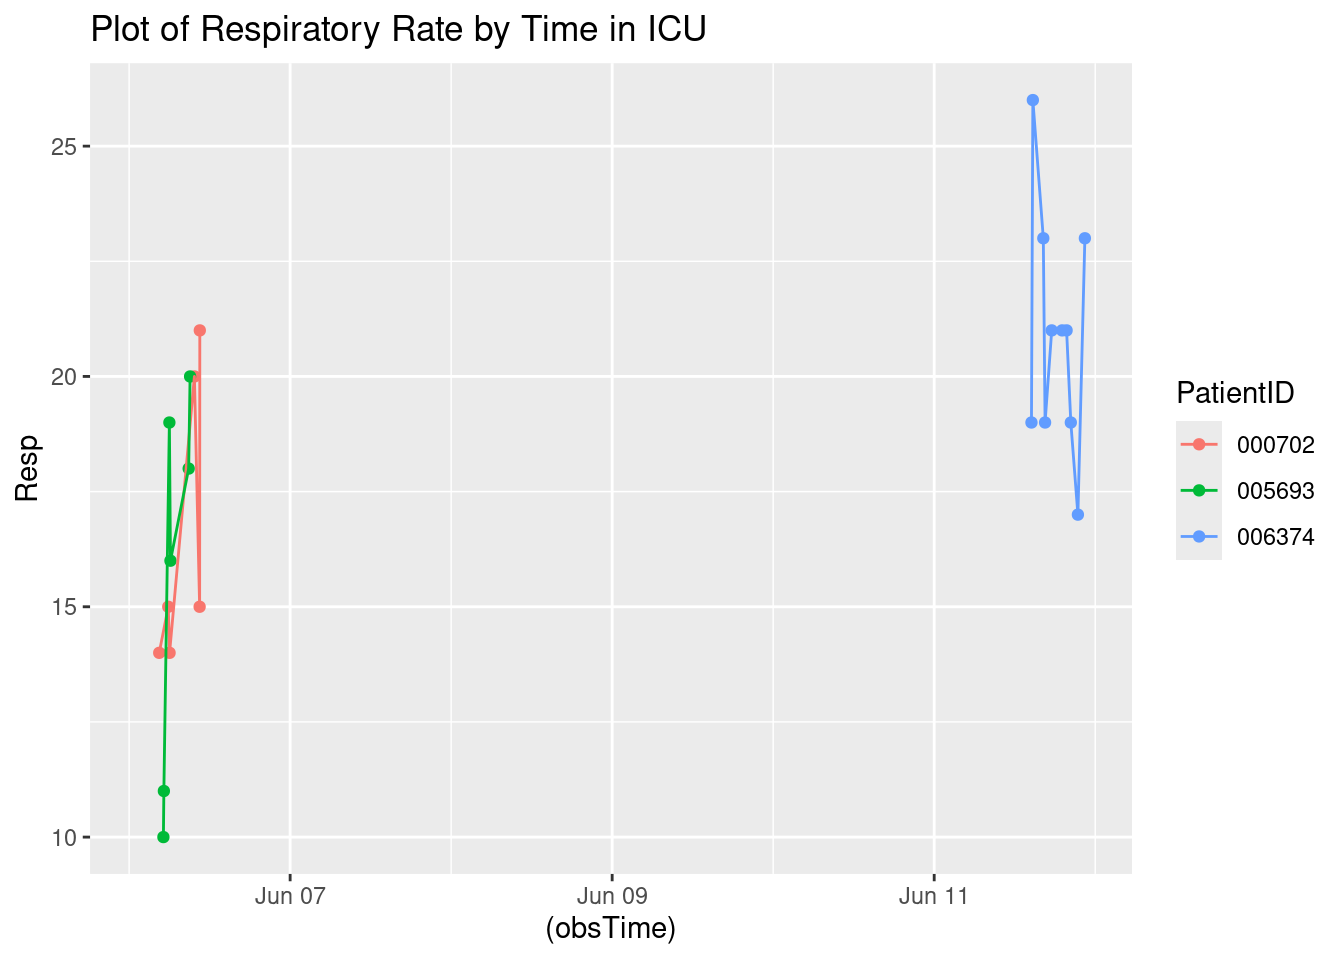 Plot of Respiratory Rate by Time in ICU
25
20
15
10
Resp
Jun 07
Jun 09
Jun 11
(obsTime)
PatientID
000702
005693
006374